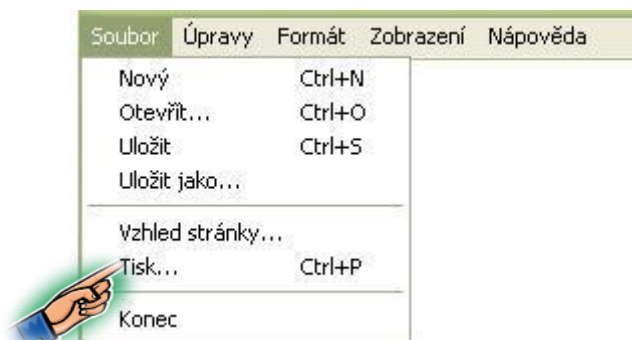 Soubor Úpravy Formát Zobrazení Nápověda
Nový Ctrl+N
Otevřít... Ctrl+O
Uložit Ctrl+S
Uložit jako...
Vzhled stránky...
Tisk... Ctrl+P
Konec